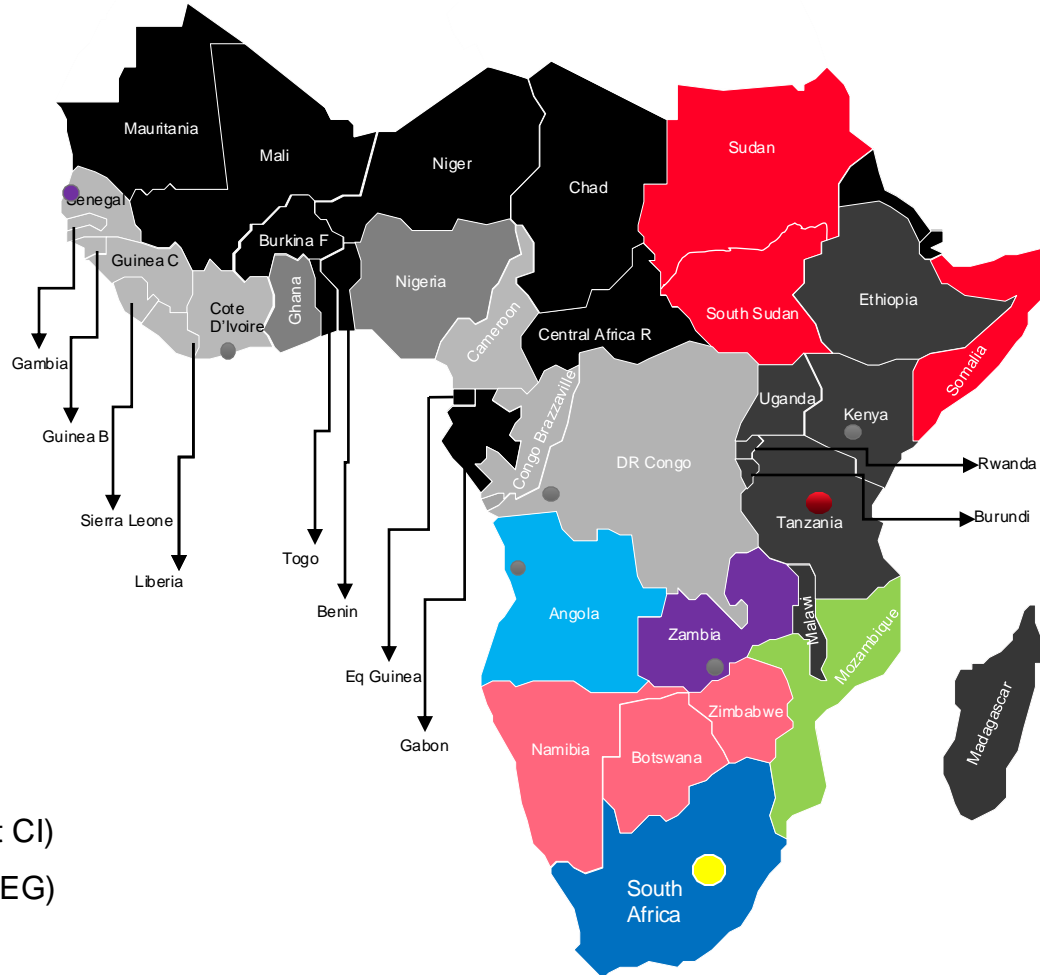 Mauritania
Mali
Niger
Chad
Sudan
Senegal
Burkina F
Guinea C
Nigeria
Ghana
Ethiopia
Cote
D'Ivoire
South Sudan
Cameroon
Central Africa R
Gambia
Somalia
Uganda
Kenya
Guinea B
Congo Brazzaville
DR Congo
Rwanda
Sierra Leone
Tanzania
Burundi
Togo
Liberia
Benin
Angola
Zambia
Malawi
Mozambique
Eq Guinea
Zimbabwe
Madagascar
Gabon
Namibia
Botswana
CI)
EG)
South
Africa